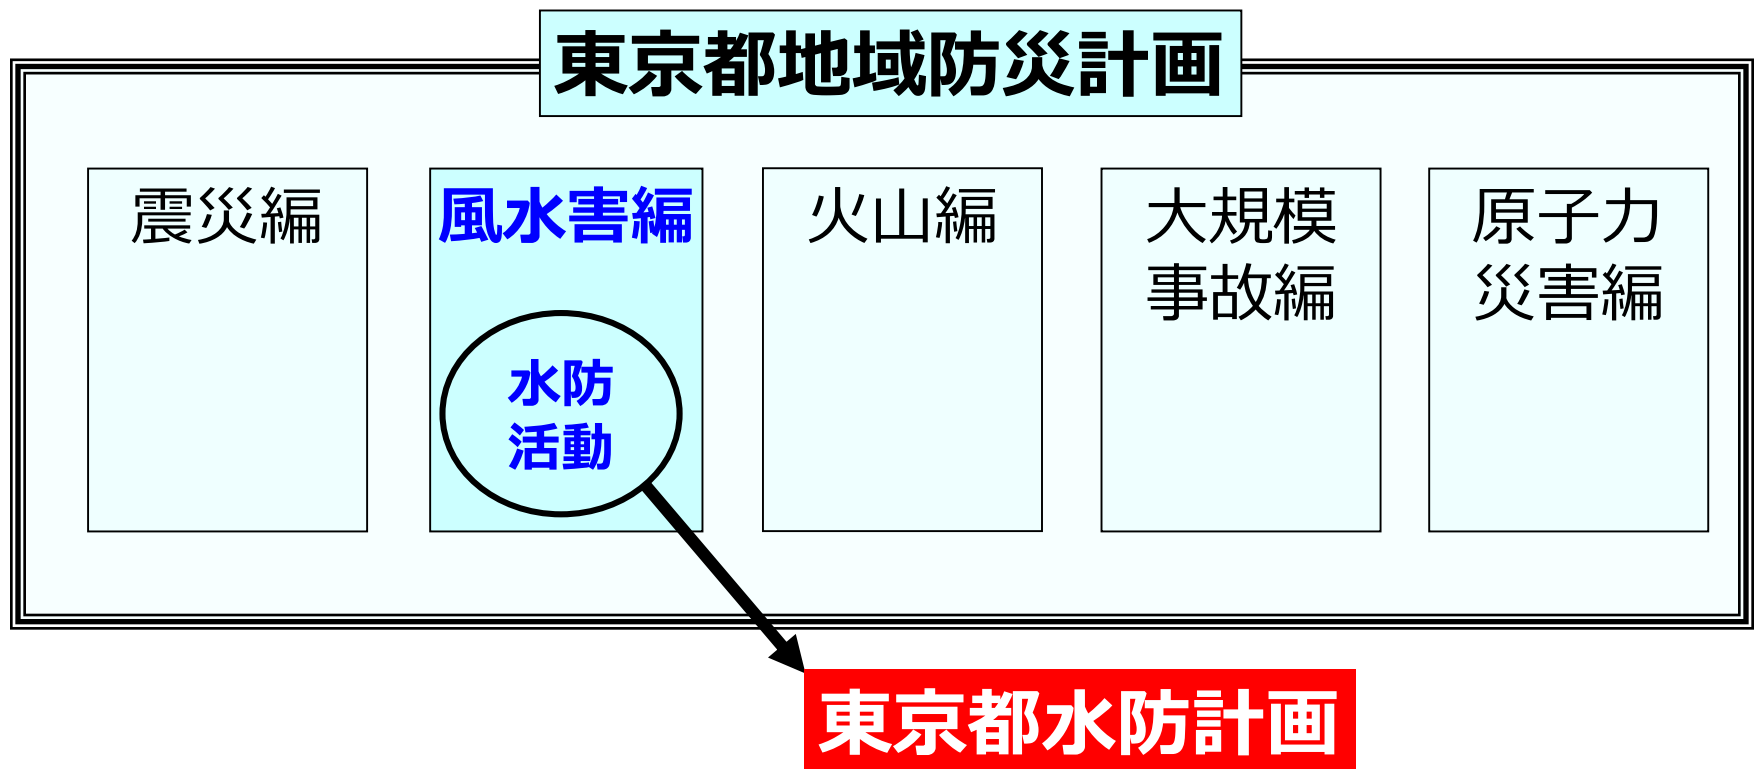 東京都地域防災計画
震災編
風水害編
水防
活動
火山編
大規模
事故編
原子力
災害編
東京都水防計画